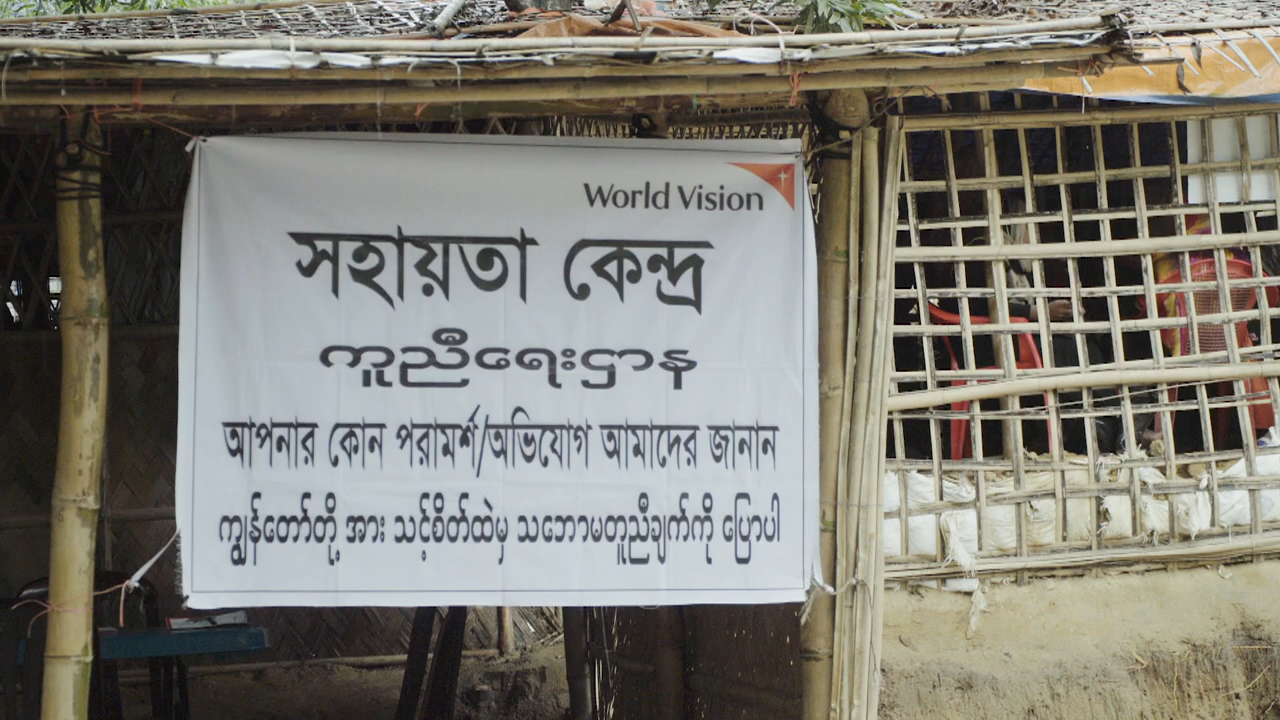 World Vision
সহায়তা কেন্দ্র
ကူညီရေးဌာန
আপনার কোন পরামর্শ/অভিযোগ আমাদের জানান
ကျွန်တော်တို့ အား သင့်စိတ်ထဲမှ သဘောမတူညီချက်ကို ပြောပါ